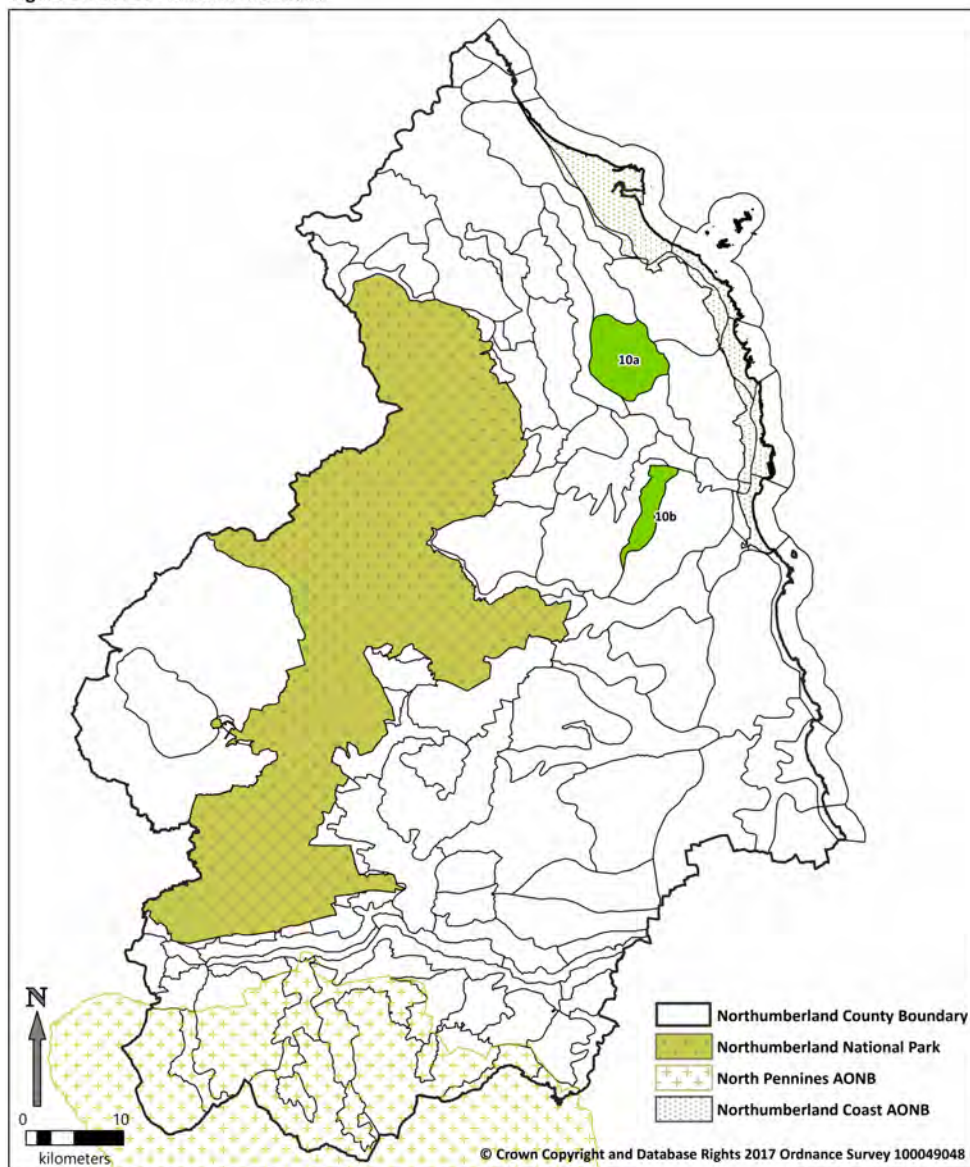 10a
10b
N
0 10
kilometers
Northumberland County Boundary
Northumberland National Park
North Pennines AONB
Northumberland Coast AONB
© Crown Copyright and Database Rights 2017 Ordnance Survey 100049048